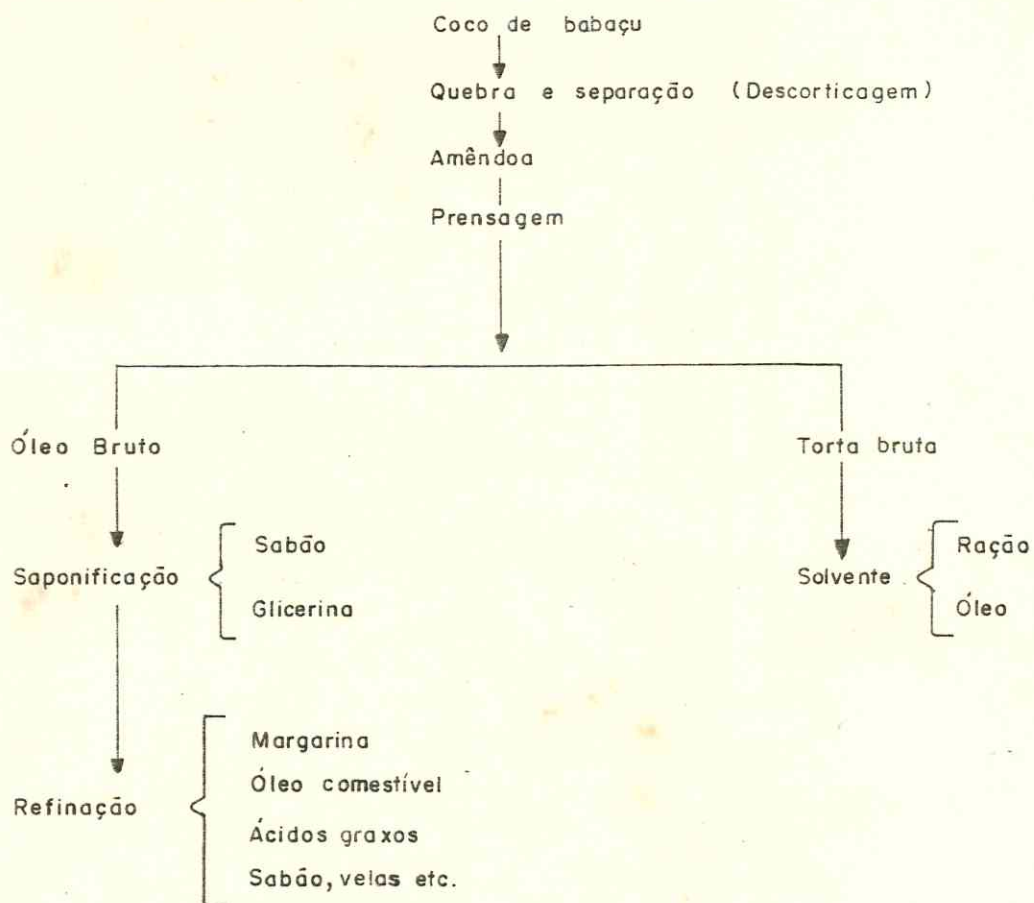 Coco de babaçu
Quebra e separação (Descorticagem)
Amêndoa
Prensagem
Óleo Bruto
Torta bruta
Saponificação
Sabão
Glicerina
Solvente
Ração
Óleo
Refinação
Margarina
Óleo comestível
Ácidos graxos
Sabão, velas etc.